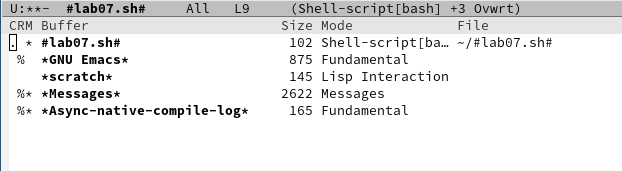 U:**-  #lab07.sh#     All   L9     (Shell-script[bash] +3 Ovwrt)
CRM Buffer                     Size Mode             File
. * #lab07.sh#                  102 Shell-script[ba… ~/#lab07.sh#
 %  *GNU Emacs*                 875 Fundamental
    *scratch*                   145 Lisp Interaction
 %* *Messages*                 2622 Messages
 %* *Async-native-compile-log*  165 Fundamental